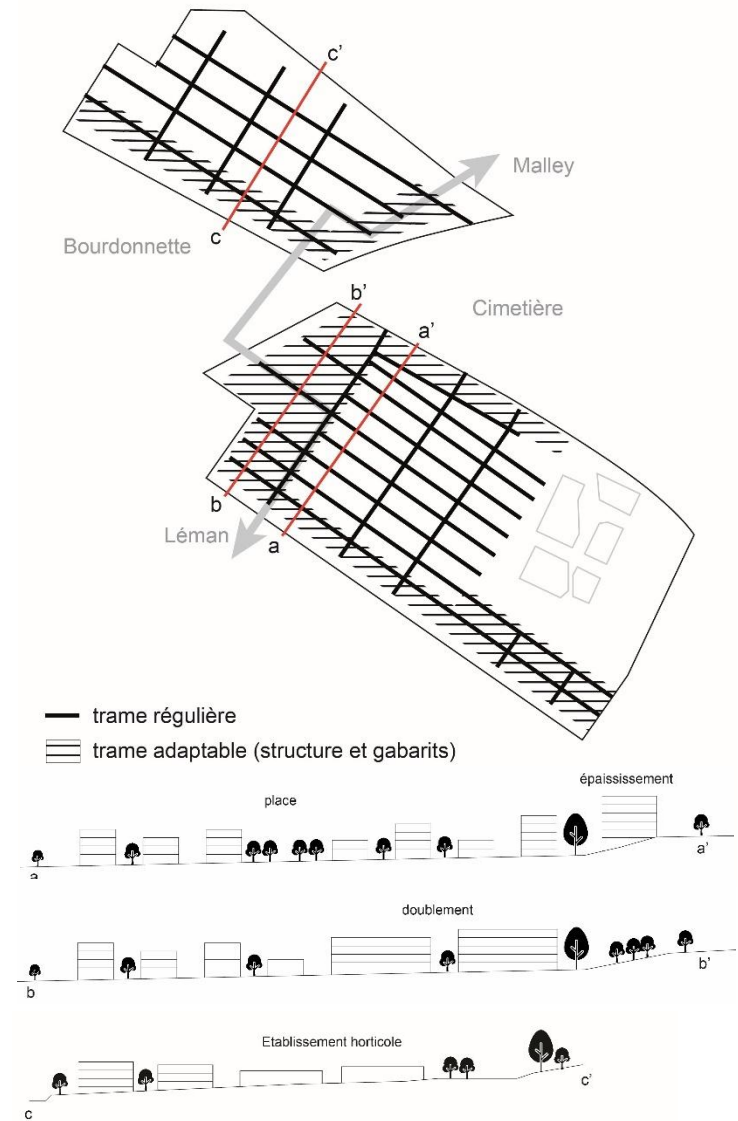 c’
Malley
c
Bourdonnette
b’
Cimetière
a’
b
Léman
a
trame régulière
trame adaptable (structure et gabarits)
épaississement
place
a
a’
doublement
b
b’
Etablissement horticole
c
c’